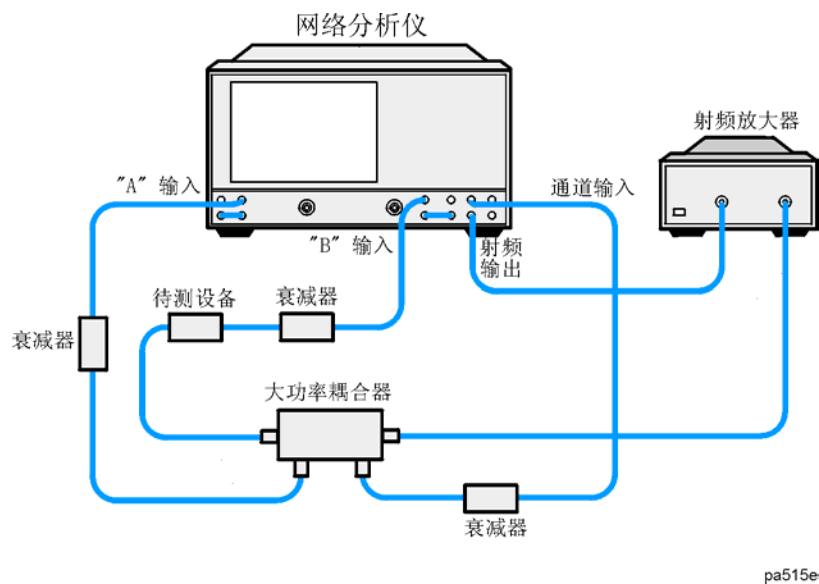 网络分析仪
射频放大器
"A" 输入
通道输入
"B" 输入
射频
输出
待测设备
衰减器
衰减器
大功率耦合器
衰减器
pa515e